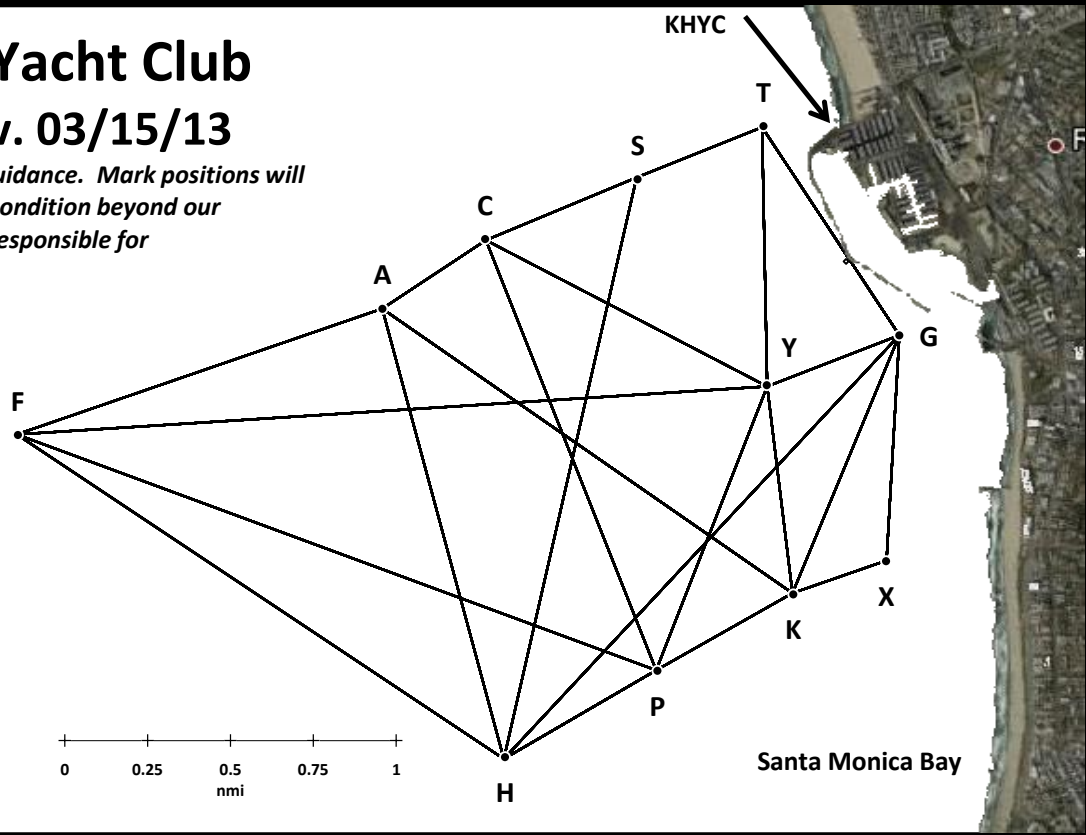 KHYC
Yacht Club
v. 03/15/13
uidance. Mark positions will
ondition beyond our
esponsible for
T
S
C
A
F
Y
G
X
K
P
H
F
0 0.25 0.5 0.75 1
nmi
Santa Monica Bay